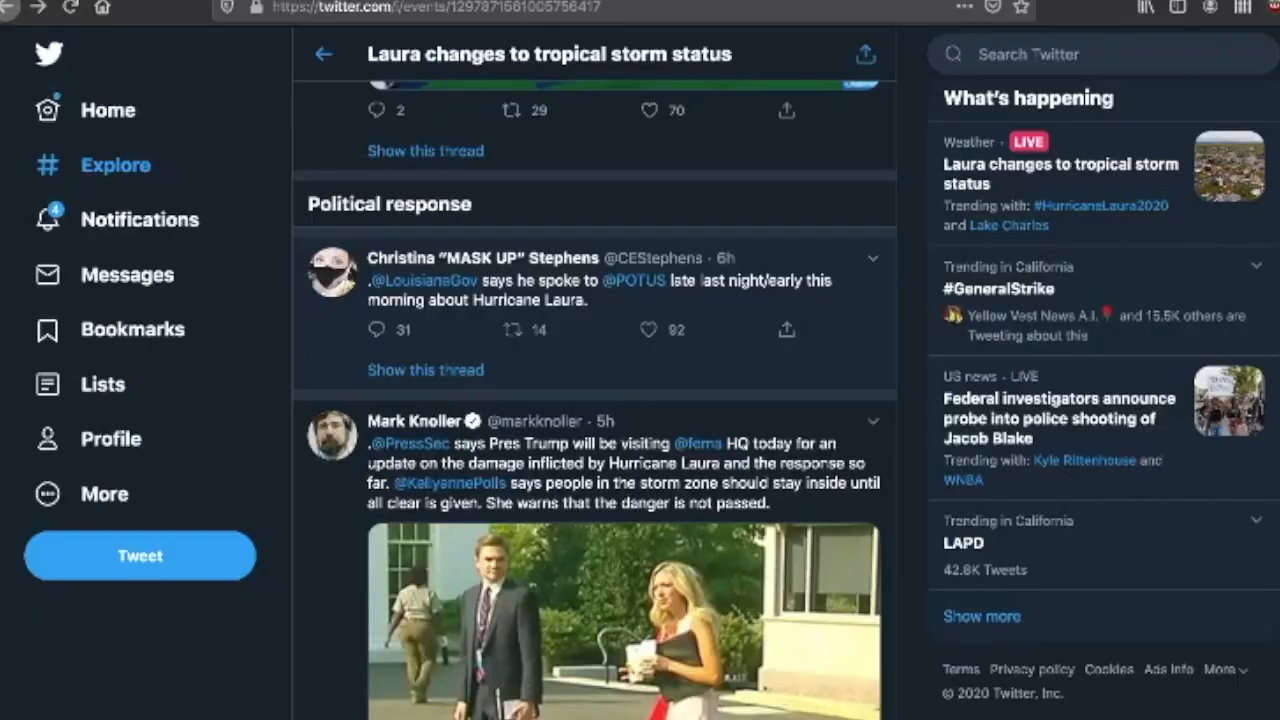 https://twitter.com/i/events/1297871561005756417
Home
Explore
4
Notifications
Messages
Bookmarks
Lists
Profile
More
Tweet
Laura changes to tropical storm status
2 29 70
Show this thread
Political response
Christina “MASK UP” Stephens @CEStephens · 6h
.@LouisianaGov says he spoke to @POTUS late last night/early this
morning about Hurricane Laura.
31 14 92
Show this thread
Mark Knoller @markknoller · 5h
.@PressSec says Pres Trump will be visiting @fema HQ today for an
update on the damage inflicted by Hurricane Laura and the response so
far. @KellyannePolls says people in the storm zone should stay inside until
all clear is given. She warns that the danger is not passed.
Search Twitter
What’s happening
Weather · LIVE
Laura changes to tropical storm
status
Trending with: #HurricaneLaura2020
and Lake Charles
Trending in California
#GeneralStrike
Yellow Vest News A.I. and 15.5K others are
Tweeting about this
US news · LIVE
Federal investigators announce
probe into police shooting of
Jacob Blake
Trending with: Kyle Rittenhouse and
WNBA
Trending in California
LAPD
42.8K Tweets
Show more
Terms Privacy policy Cookies Ads info More
© 2020 Twitter, Inc.